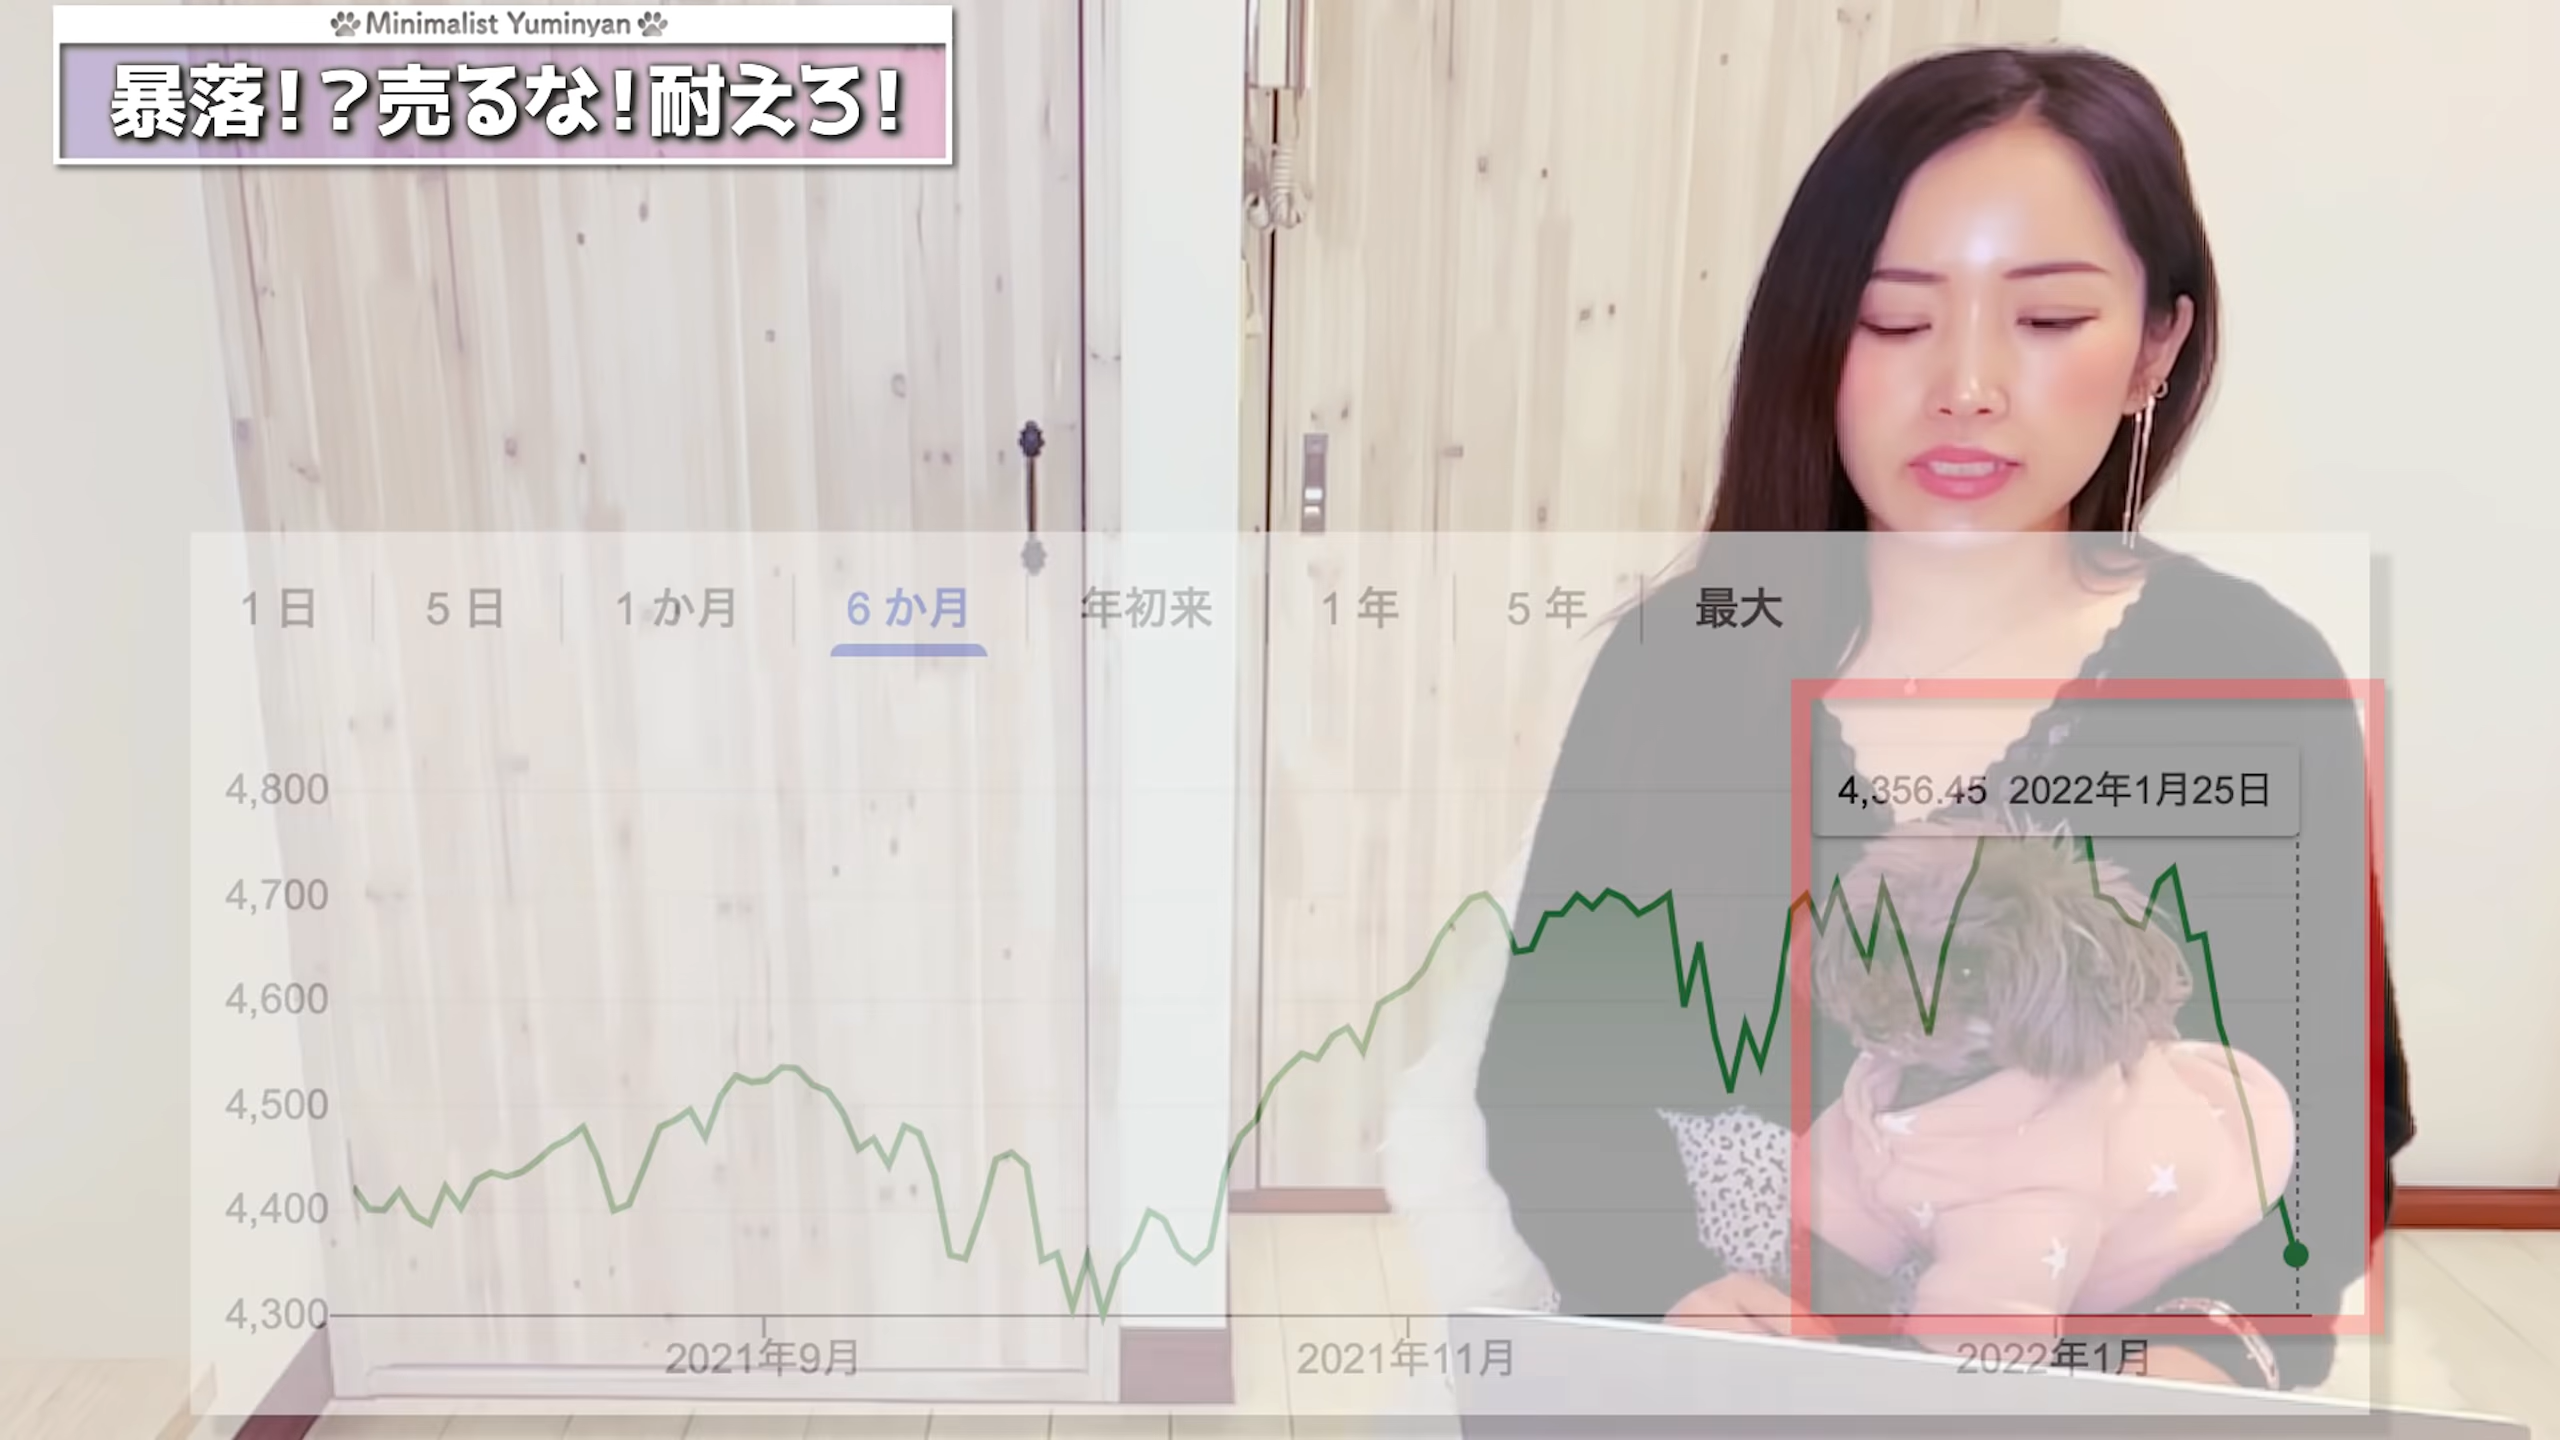 Minimalist Yuminyan
暴落!?売るな!耐えろ!
1 日 5 日 1 か月 6 か月 年初来 1 年 5 年 最大
4,356.45 2022年1月25日
4,800
4,700
4,600
4,500
4,400
4,300
2021年9月 2021年11月 2022年1月